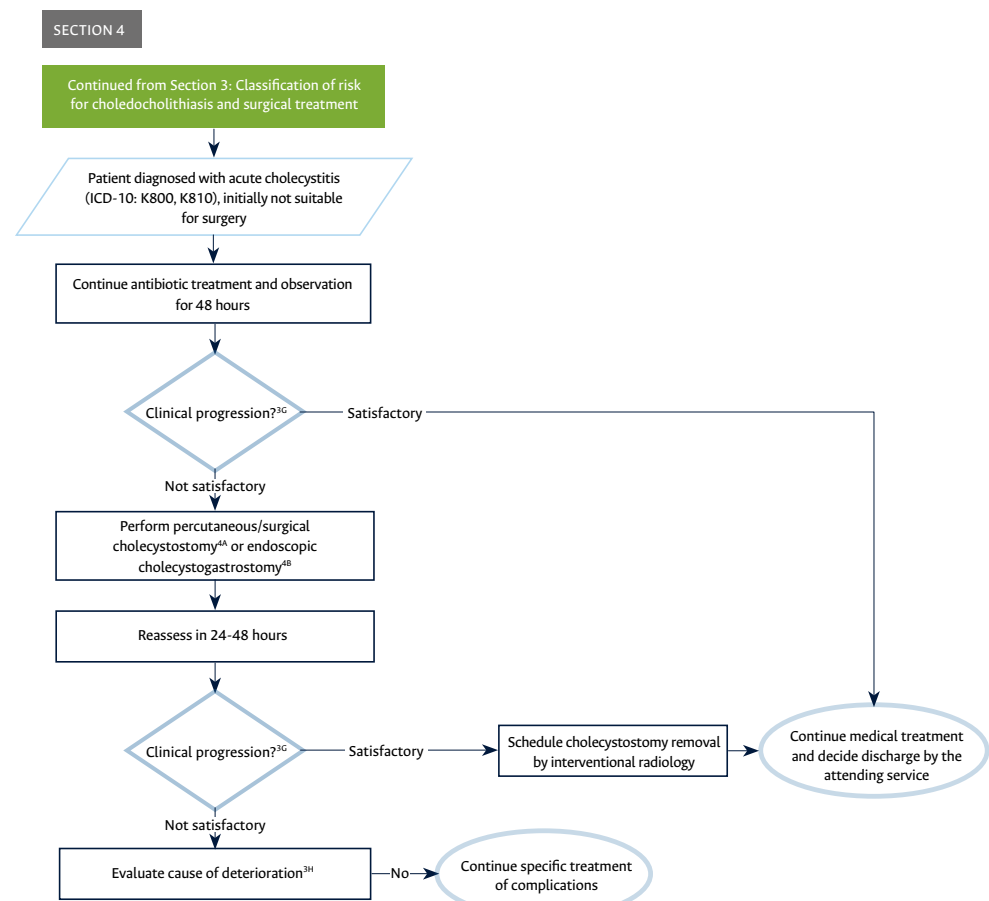 SECTION 4
Continued from Section 3: Classification of risk
for choledocholithiasis and surgical treatment
Patient diagnosed with acute cholecystitis
(ICD-10: K800, K810), initially not suitable
for surgery
Continue antibiotic treatment and observation
for 48 hours
Clinical progression?3G
Satisfactory
Not satisfactory
Perform percutaneous/surgical
cholecystostomy4A or endoscopic
cholecystogastrostomy4B
Reassess in 24-48 hours
Clinical progression?3G
Satisfactory
Schedule cholecystostomy removal
by interventional radiology
Continue medical treatment
and decide discharge by the
attending service
Not satisfactory
Evaluate cause of deterioration3H
No
Continue specific treatment
of complications